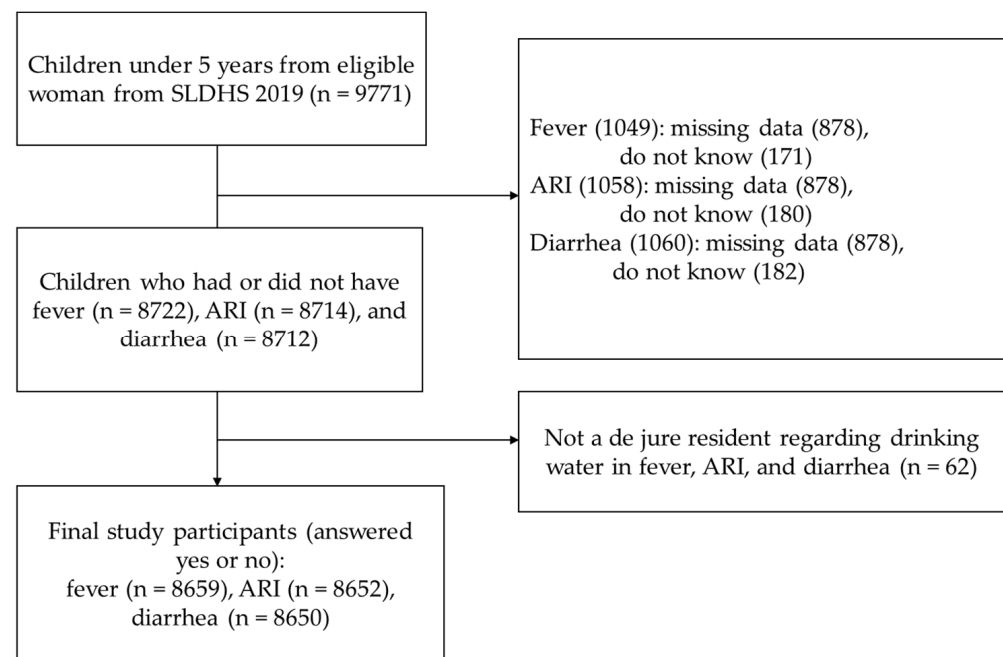 Children under 5 years from eligible
woman from SLDHS 2019 (n = 9771)
Fever (1049): missing data (878),
do not know (171)
ARI (1058): missing data (878),
do not know (180)
Diarrhea (1060): missing data (878),
do not know (182)
Children who had or did not have
fever (n = 8722), ARI (n = 8714), and
diarrhea (n = 8712)
Not a de jure resident regarding drinking
water in fever, ARI, and diarrhea (n = 62)
Final study participants (answered
yes or no):
fever (n = 8659), ARI (n = 8652),
diarrhea (n = 8650)